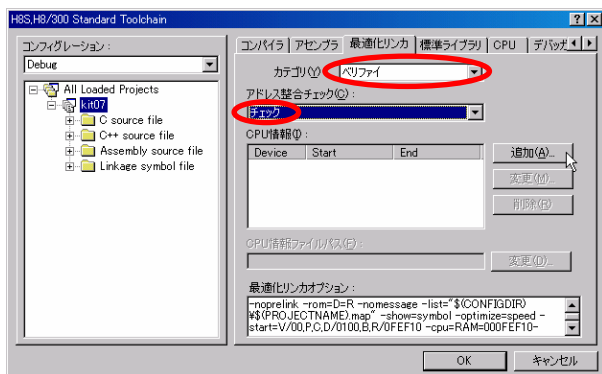 H8S,H8/300 Standard Toolchain
コンフィグレーション:
Debug
All Loaded Projects
kit07
C source file
C++ source file
Assembly source file
Linkage symbol file
コンパイラ アセンブラ 最適化リンカ 標準ライブラリ CPU デバッガ
カテゴリ(Y): ベリファイ
アドレス整合チェック(C):
チェック
CPU情報(I):
Device Start End
追加(A)...
変更(M)...
削除(R)
CPU情報ファイルパス(F):
変更(D)...
最適化リンカオプション:
-noprelink -rom=D=R -nomessage -list="$(CONFIGDIR)
¥$(PROJECTNAME).map" -show=symbol -optimize=speed -
start=V/00,P,C,D/0100,B,R/0FEF10 -cpu=RAM=000FEF10-
OK キャンセル